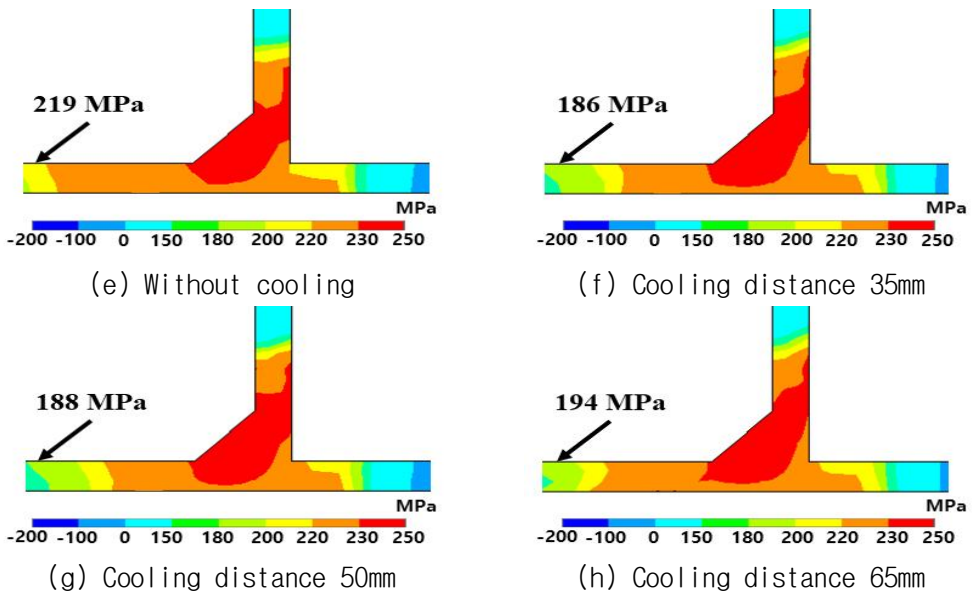 219 MPa
186 MPa
MPa
MPa
-200 -100 0 150 180 200 220 230 250
-200 -100 0 150 180 200 220 230 250
(e) Without cooling
(f) Cooling distance 35mm
188 MPa
194 MPa
MPa
MPa
-200 -100 0 150 180 200 220 230 250
-200 -100 0 150 180 200 220 230 250
(g) Cooling distance 50mm
(h) Cooling distance 65mm